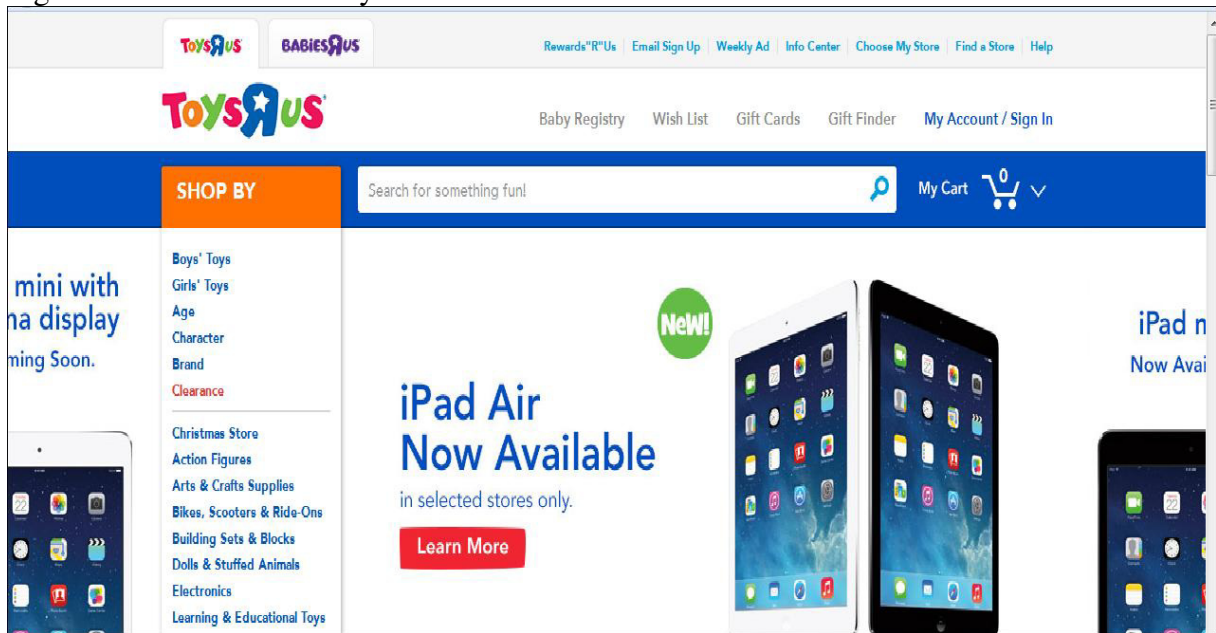 ToysRus BABIESRUS
Rewards"R"Us Email Sign Up Weekly Ad Info Center Choose My Store Find a Store Help
ToysRus
Baby Registry Wish List Gift Cards Gift Finder My Account / Sign In
SHOP BY
Search for something fun!
My Cart 0
Boys' Toys
Girls' Toys
Age
Character
Brand
Clearance
Christmas Store
Action Figures
Arts & Crafts Supplies
Bikes, Scooters & Ride-Ons
Building Sets & Blocks
Dolls & Stuffed Animals
Electronics
Learning & Educational Toys
mini with
na display
ming Soon.
NeW!
iPad Air
Now Available
in selected stores only.
Learn More
iPad n
Now Avai